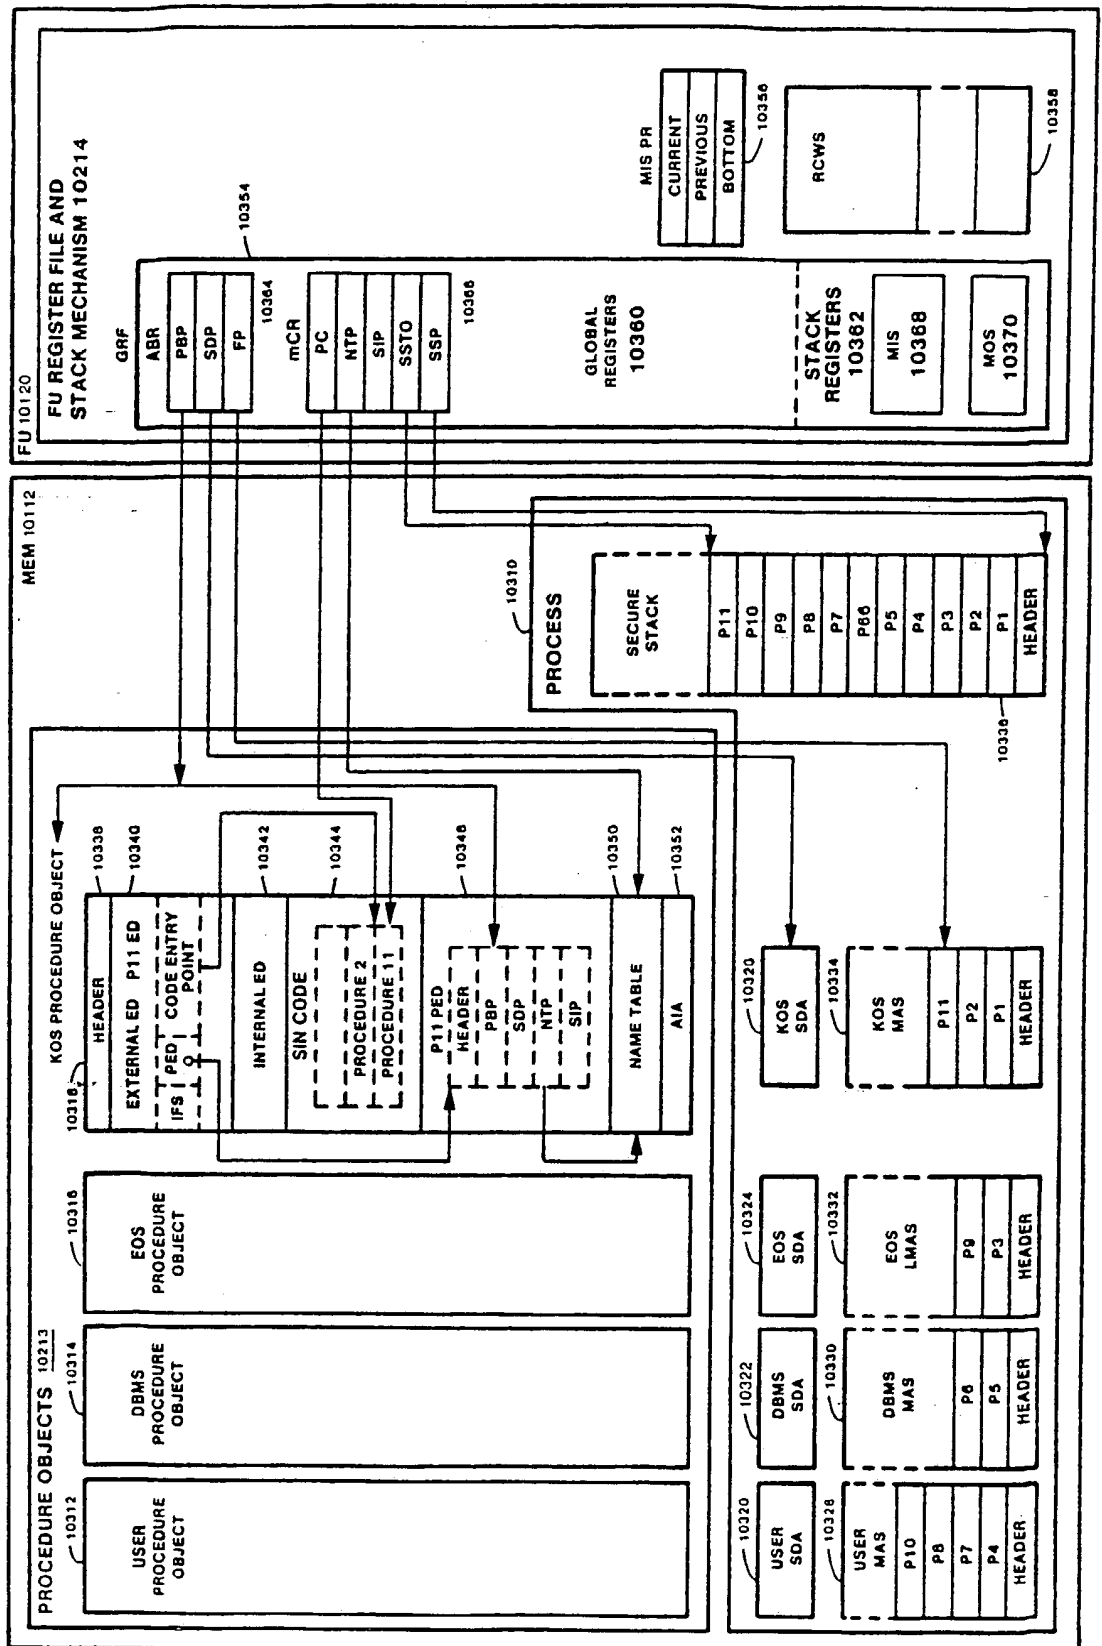 PROCEDURE OBJECTS 10213
MEM 10112
FU 10120
10312
USER
PROCEDURE
OBJECT
10314
DBMS
PROCEDURE
OBJECT
10316
EOS
PROCEDURE
OBJECT
KOS PROCEDURE OBJECT
10318
HEADER
10338
EXTERNAL ED P11 ED
10340
IFS PED CODE ENTRY
POINT
INTERNAL ED
10342
SIN CODE
10344
PROCEDURE 2
PROCEDURE 11
P11 PED
10348
HEADER
PBP
SDP
NTP
SIP
NAME TABLE
10350
AIA
10352
10320
USER
SDA
10322
DBMS
SDA
10324
EOS
SDA
10320
KOS
SDA
10328
USER
MAS
P10
P8
P7
P4
HEADER
10330
DBMS
MAS
P6
P5
HEADER
10332
EOS
LMAS
P9
P3
HEADER
10334
KOS
MAS
P11
P2
P1
HEADER
10310
PROCESS
SECURE
STACK
P11
P10
P9
P8
P7
P66
P5
P4
P3
P2
P1
HEADER
10336
FU REGISTER FILE AND
STACK MECHANISM 10214
10354
GRF
ABR
PBP
SDP
FP
10364
mCR
PC
NTP
SIP
SSTO
SSP
10366
GLOBAL
REGISTERS
10360
STACK
REGISTERS
10362
MIS
10368
MOS
10370
MIS PR
CURRENT
PREVIOUS
BOTTOM
10356
RCWS
10358